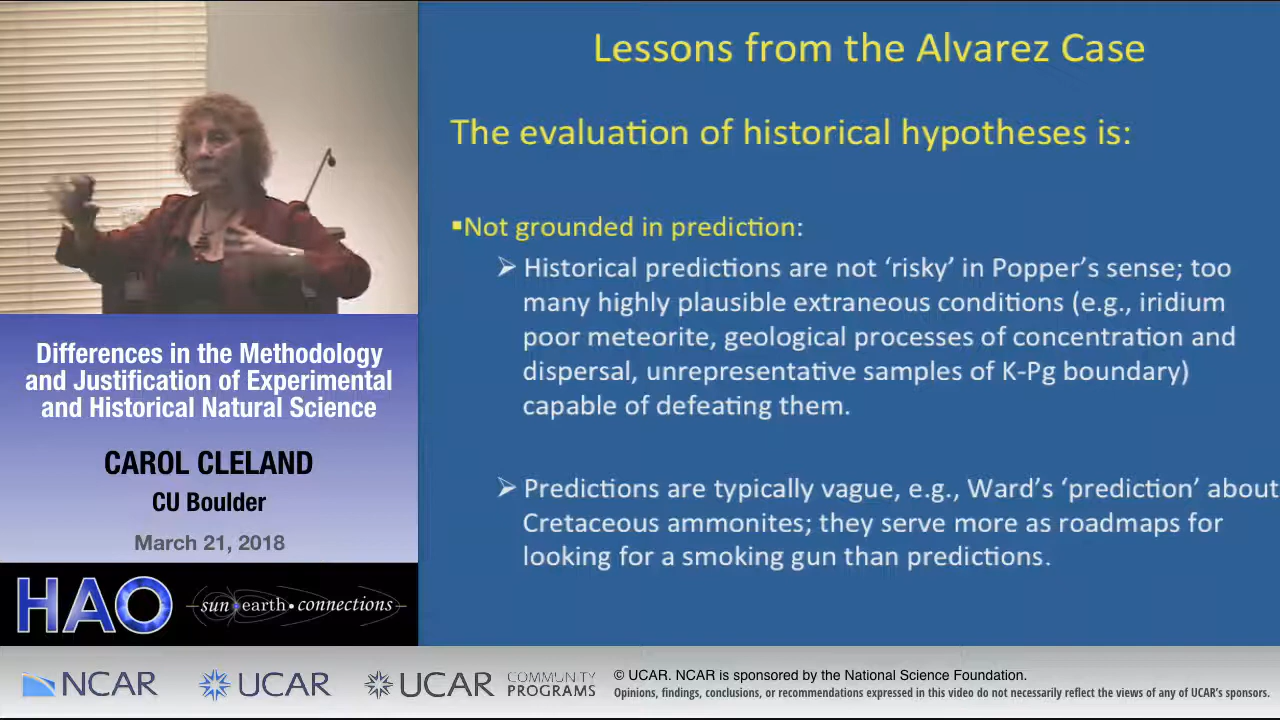 Lessons from the Alvarez Case
The evaluation of historical hypotheses is:
▪Not grounded in prediction:
➢ Historical predictions are not ‘risky’ in Popper’s sense; too
many highly plausible extraneous conditions (e.g., iridium
poor meteorite, geological processes of concentration and
dispersal, unrepresentative samples of K-Pg boundary)
capable of defeating them.
➢ Predictions are typically vague, e.g., Ward’s ‘prediction’ about
Cretaceous ammonites; they serve more as roadmaps for
looking for a smoking gun than predictions.
Differences in the Methodology
and Justification of Experimental
and Historical Natural Science
CAROL CLELAND
CU Boulder
March 21, 2018
HAO
sun•earth•connections
NCAR
UCAR
UCAR
COMMUNITY
PROGRAMS
© UCAR. NCAR is sponsored by the National Science Foundation.
Opinions, findings, conclusions, or recommendations expressed in this video do not necessarily reflect the views of any of UCAR's sponsors.